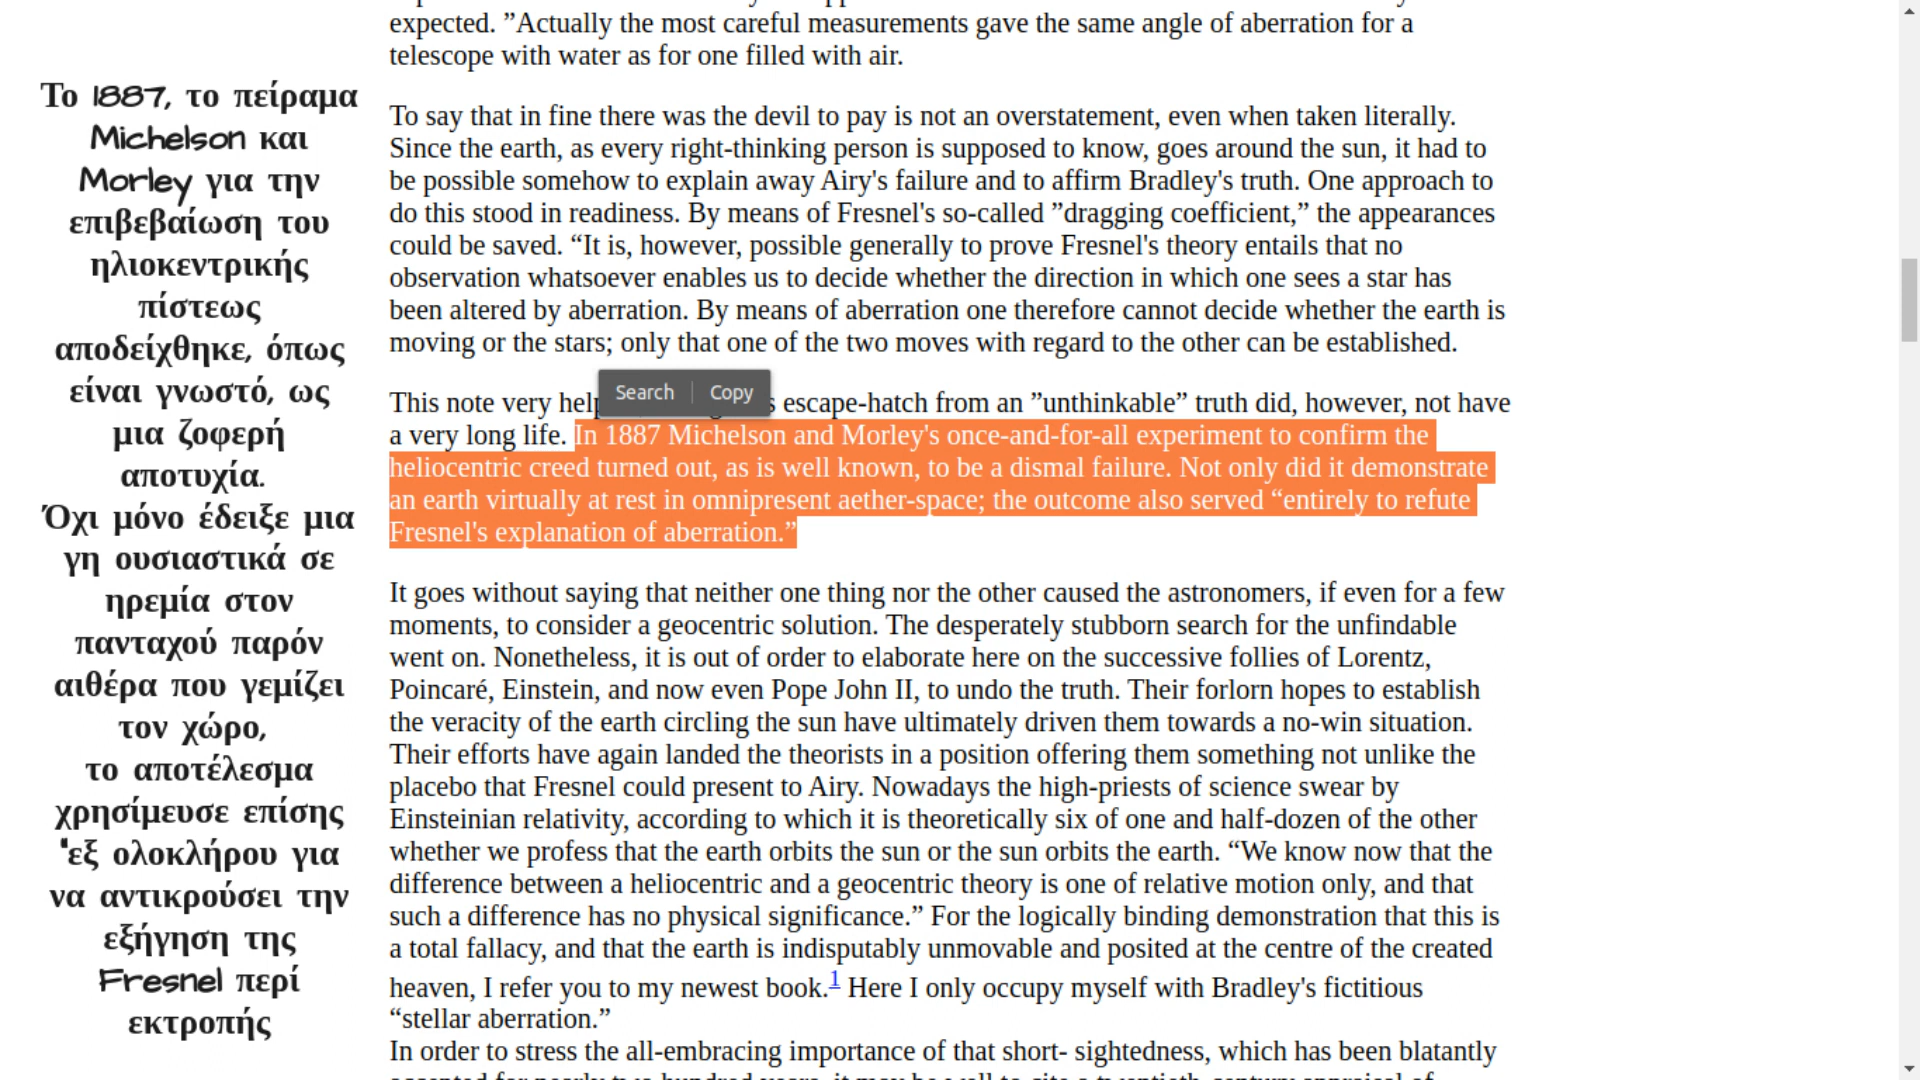 Το 1887, το πείραμα
Michelson και
Morley για την
επιβεβαίωση του
ηλιοκεντρικής
πίστεως
αποδείχθηκε, όπως
είναι γνωστό, ως
μια ζοφερή
αποτυχία.
Όχι μόνο έδειξε μια
γη ουσιαστικά σε
ηρεμία στον
πανταχού παρόν
αιθέρα που γεμίζει
τον χώρο,
το αποτέλεσμα
χρησίμευσε επίσης
"εξ ολοκλήρου για
να αντικρούσει την
εξήγηση της
Fresnel περί
εκτροπής
expected. ”Actually the most careful measurements gave the same angle of aberration for a
telescope with water as for one filled with air.
To say that in fine there was the devil to pay is not an overstatement, even when taken literally.
Since the earth, as every right-thinking person is supposed to know, goes around the sun, it had to
be possible somehow to explain away Airy's failure and to affirm Bradley's truth. One approach to
do this stood in readiness. By means of Fresnel's so-called ”dragging coefficient,” the appearances
could be saved. “It is, however, possible generally to prove Fresnel's theory entails that no
observation whatsoever enables us to decide whether the direction in which one sees a star has
been altered by aberration. By means of aberration one therefore cannot decide whether the earth is
moving or the stars; only that one of the two moves with regard to the other can be established.
Search Copy
This note very help escape-hatch from an ”unthinkable” truth did, however, not have
a very long life. In 1887 Michelson and Morley's once-and-for-all experiment to confirm the
heliocentric creed turned out, as is well known, to be a dismal failure. Not only did it demonstrate
an earth virtually at rest in omnipresent aether-space; the outcome also served “entirely to refute
Fresnel's explanation of aberration.”
It goes without saying that neither one thing nor the other caused the astronomers, if even for a few
moments, to consider a geocentric solution. The desperately stubborn search for the unfindable
went on. Nonetheless, it is out of order to elaborate here on the successive follies of Lorentz,
Poincaré, Einstein, and now even Pope John II, to undo the truth. Their forlorn hopes to establish
the veracity of the earth circling the sun have ultimately driven them towards a no-win situation.
Their efforts have again landed the theorists in a position offering them something not unlike the
placebo that Fresnel could present to Airy. Nowadays the high-priests of science swear by
Einsteinian relativity, according to which it is theoretically six of one and half-dozen of the other
whether we profess that the earth orbits the sun or the sun orbits the earth. “We know now that the
difference between a heliocentric and a geocentric theory is one of relative motion only, and that
such a difference has no physical significance.” For the logically binding demonstration that this is
a total fallacy, and that the earth is indisputably unmovable and posited at the centre of the created
heaven, I refer you to my newest book.1 Here I only occupy myself with Bradley's fictitious
“stellar aberration.”
In order to stress the all-embracing importance of that short- sightedness, which has been blatantly